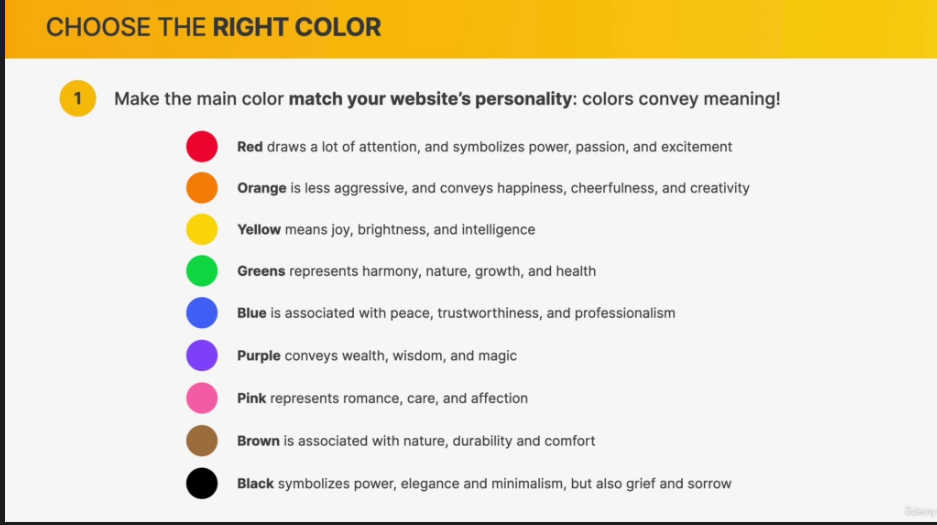 CHOOSE THE RIGHT COLOR
1 Make the main color match your website's personality: colors convey meaning!
Red draws a lot of attention, and symbolizes power, passion, and excitement
Orange is less aggressive, and conveys happiness, cheerfulness, and creativity
Yellow means joy, brightness, and intelligence
Greens represents harmony, nature, growth, and health
Blue is associated with peace, trustworthiness, and professionalism
Purple conveys wealth, wisdom, and magic
Pink represents romance, care, and affection
Brown is associated with nature, durability and comfort
Black symbolizes power, elegance and minimalism, but also grief and sorrow
ûdemy